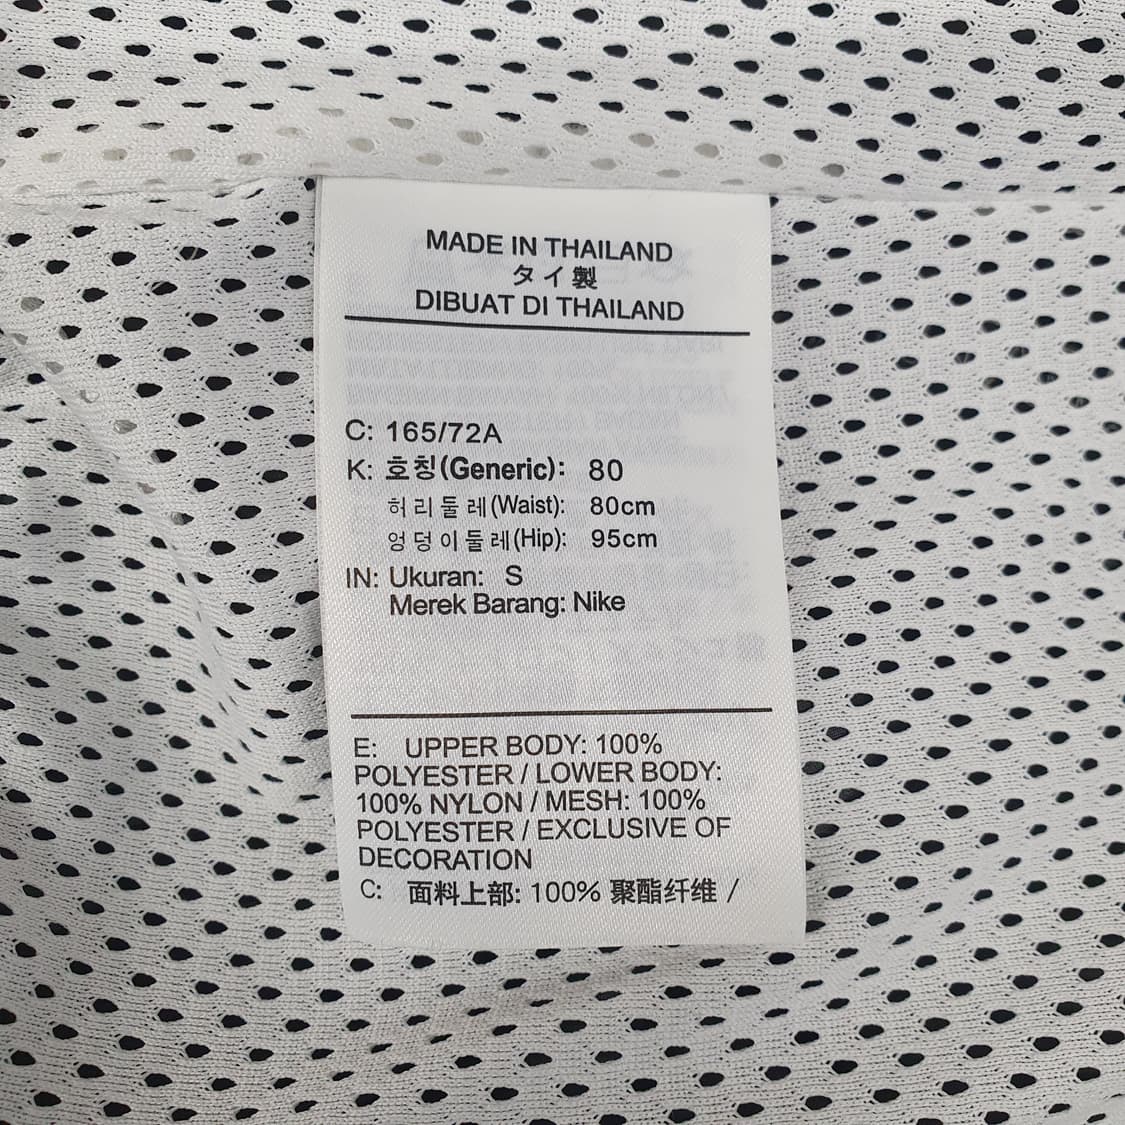 MADE IN THAILAND
タイ製
DIBUAT DI THAILAND
C: 165/72A
K: 호칭(Generic): 80
허리둘레(Waist): 80cm
엉덩이둘레(Hip): 95cm
IN: Ukuran: S
Merek Barang: Nike
E: UPPER BODY: 100%
POLYESTER / LOWER BODY:
100% NYLON / MESH: 100%
POLYESTER / EXCLUSIVE OF
DECORATION
C: 面料上部: 100% 聚酯纤维 /